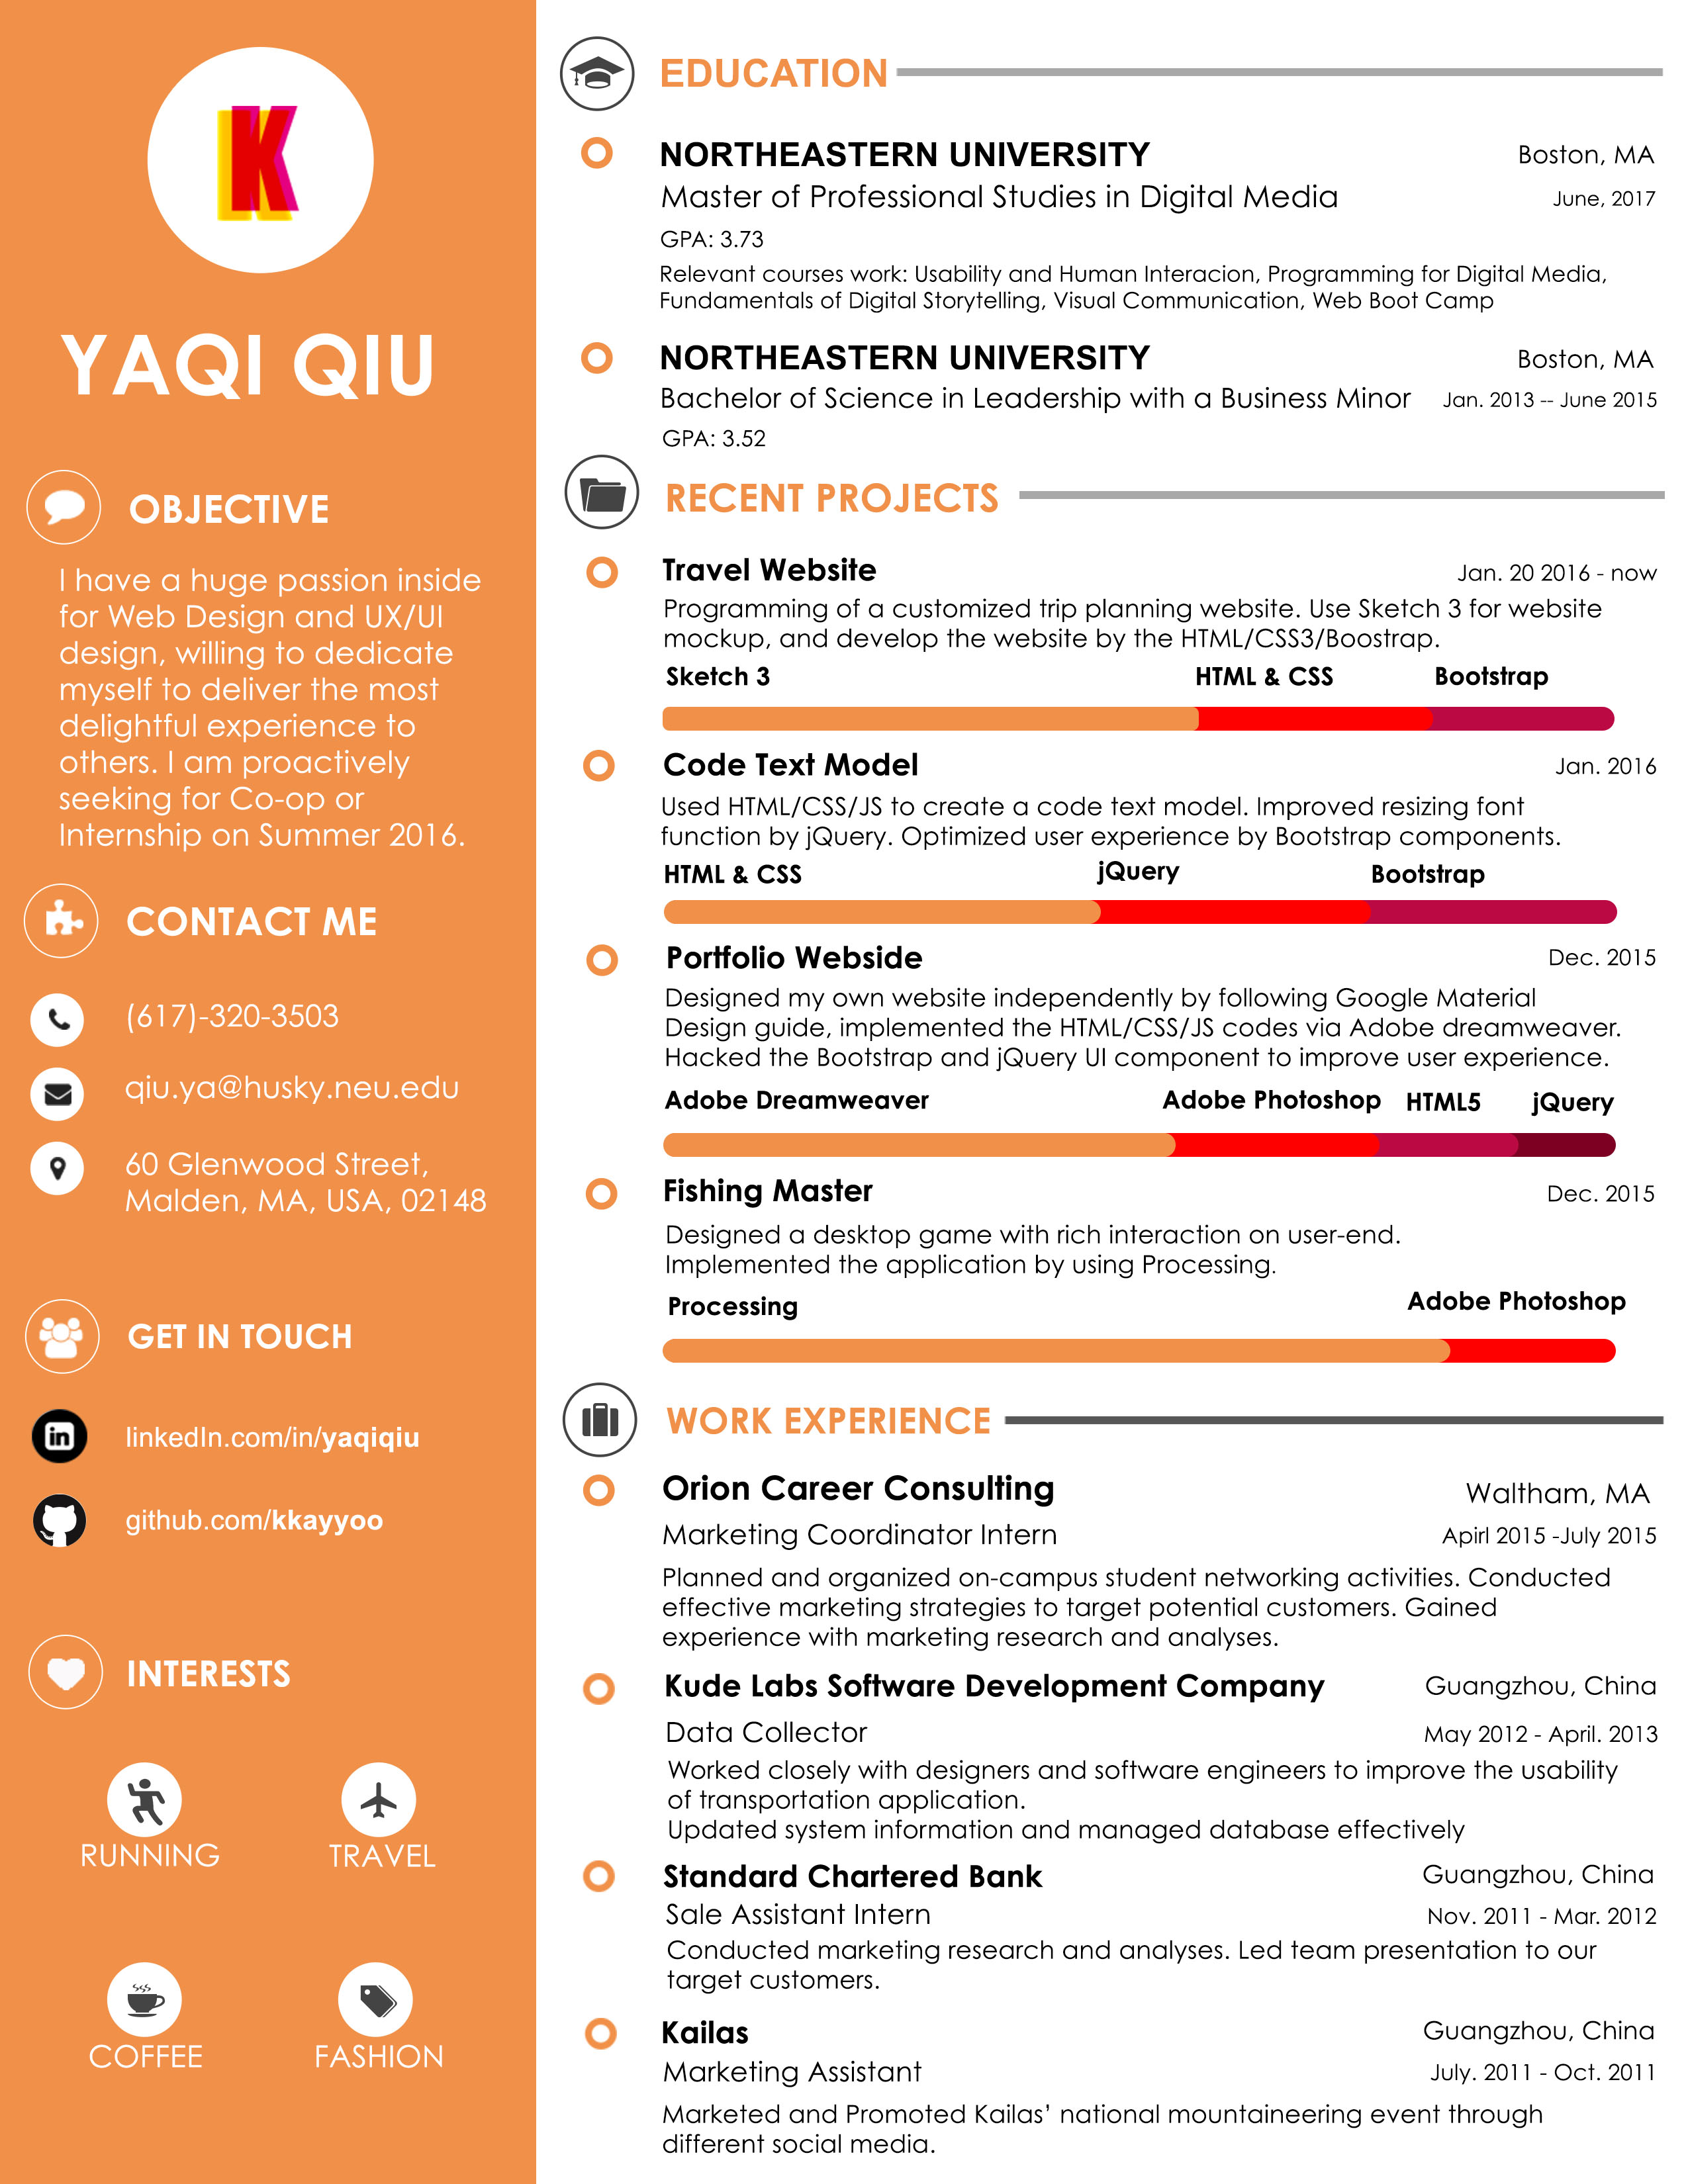 K
YAQI QIU
OBJECTIVE
I have a huge passion inside
for Web Design and UX/UI
design, willing to dedicate
myself to deliver the most
delightful experience to
others. I am proactively
seeking for Co-op or
Internship on Summer 2016.
CONTACT ME
(617)-320-3503
qiu.ya@husky.neu.edu
60 Glenwood Street,
Malden, MA, USA, 02148
GET IN TOUCH
in
linkedIn.com/in/yaqiqiu
github.com/kkayyoo
INTERESTS
RUNNING TRAVEL
COFFEE FASHION
EDUCATION
NORTHEASTERN UNIVERSITY Boston, MA
Master of Professional Studies in Digital Media June, 2017
GPA: 3.73
Relevant courses work: Usability and Human Interacion, Programming for Digital Media,
Fundamentals of Digital Storytelling, Visual Communication, Web Boot Camp
NORTHEASTERN UNIVERSITY Boston, MA
Bachelor of Science in Leadership with a Business Minor Jan. 2013 -- June 2015
GPA: 3.52
RECENT PROJECTS
Travel Website Jan. 20 2016 - now
Programming of a customized trip planning website. Use Sketch 3 for website
mockup, and develop the website by the HTML/CSS3/Boostrap.
Sketch 3 HTML & CSS Bootstrap
Code Text Model Jan. 2016
Used HTML/CSS/JS to create a code text model. Improved resizing font
function by jQuery. Optimized user experience by Bootstrap components.
HTML & CSS jQuery Bootstrap
Portfolio Webside Dec. 2015
Designed my own website independently by following Google Material
Design guide, implemented the HTML/CSS/JS codes via Adobe dreamweaver.
Hacked the Bootstrap and jQuery UI component to improve user experience.
Adobe Dreamweaver Adobe Photoshop HTML5 jQuery
Fishing Master Dec. 2015
Designed a desktop game with rich interaction on user-end.
Implemented the application by using Processing.
Processing Adobe Photoshop
WORK EXPERIENCE
Orion Career Consulting Waltham, MA
Marketing Coordinator Intern Apirl 2015 -July 2015
Planned and organized on-campus student networking activities. Conducted
effective marketing strategies to target potential customers. Gained
experience with marketing research and analyses.
Kude Labs Software Development Company Guangzhou, China
Data Collector May 2012 - April. 2013
Worked closely with designers and software engineers to improve the usability
of transportation application.
Updated system information and managed database effectively
Standard Chartered Bank Guangzhou, China
Sale Assistant Intern Nov. 2011 - Mar. 2012
Conducted marketing research and analyses. Led team presentation to our
target customers.
Kailas Guangzhou, China
Marketing Assistant July. 2011 - Oct. 2011
Marketed and Promoted Kailas’ national mountaineering event through
different social media.